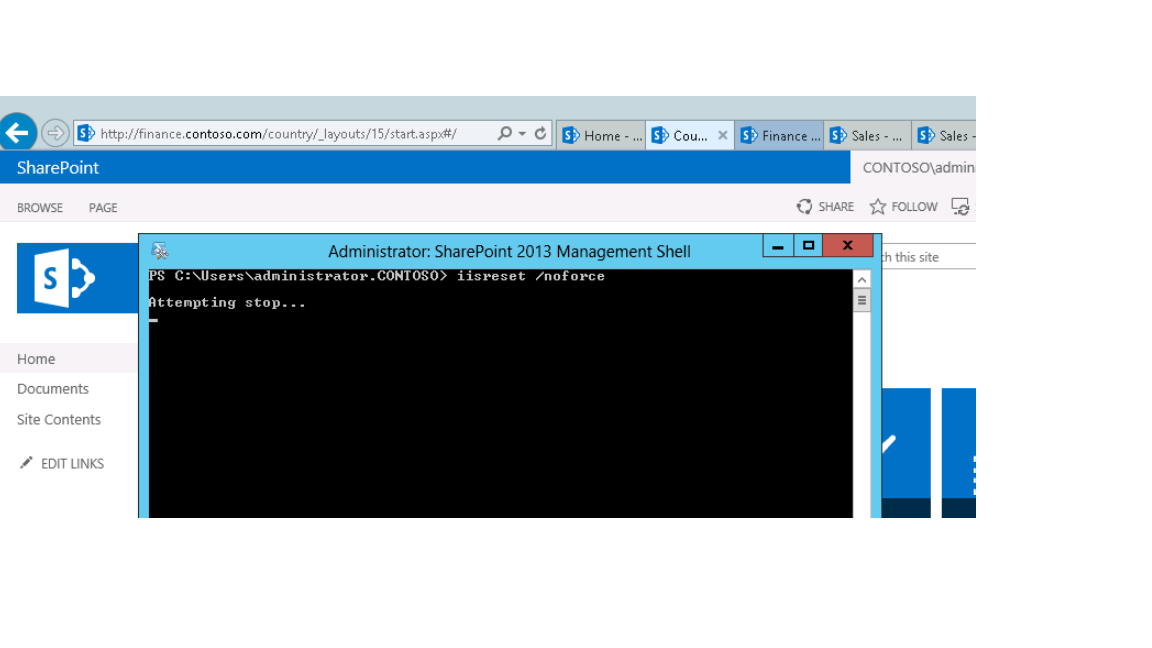 http://finance.contoso.com/country/_layouts/15/start.aspx#/
Home - ...
Cou...
Finance ...
Sales - ...
Sales -
SharePoint
CONTOSO\admin
BROWSE PAGE
SHARE FOLLOW
Administrator: SharePoint 2013 Management Shell
ch this site
PS C:\Users\administrator.CONTOSO> iisreset /noforce
Attempting stop...
Home
Documents
Site Contents
EDIT LINKS